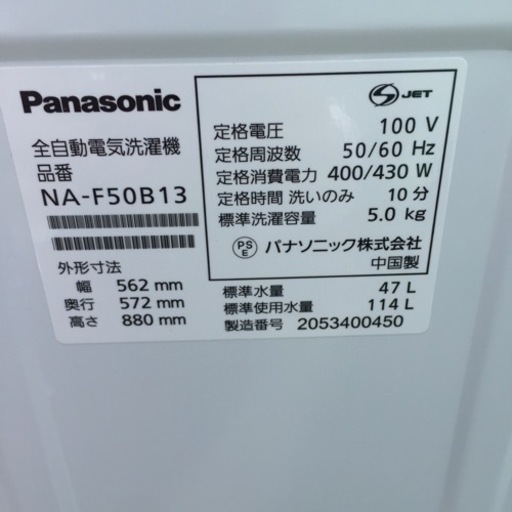 Panasonic
全自動電気洗濯機
品番
NA-F50B13
外形寸法
幅 562 mm
奥行 572 mm
高さ 880 mm
S JET
定格電圧 100 V
定格周波数 50/60 Hz
定格消費電力 400/430 W
定格時間 洗いのみ 10 分
標準洗濯容量 5.0 kg
PS E パナソニック株式会社
中国製
標準水量 47 L
標準使用水量 114 L
製造番号 2053400450